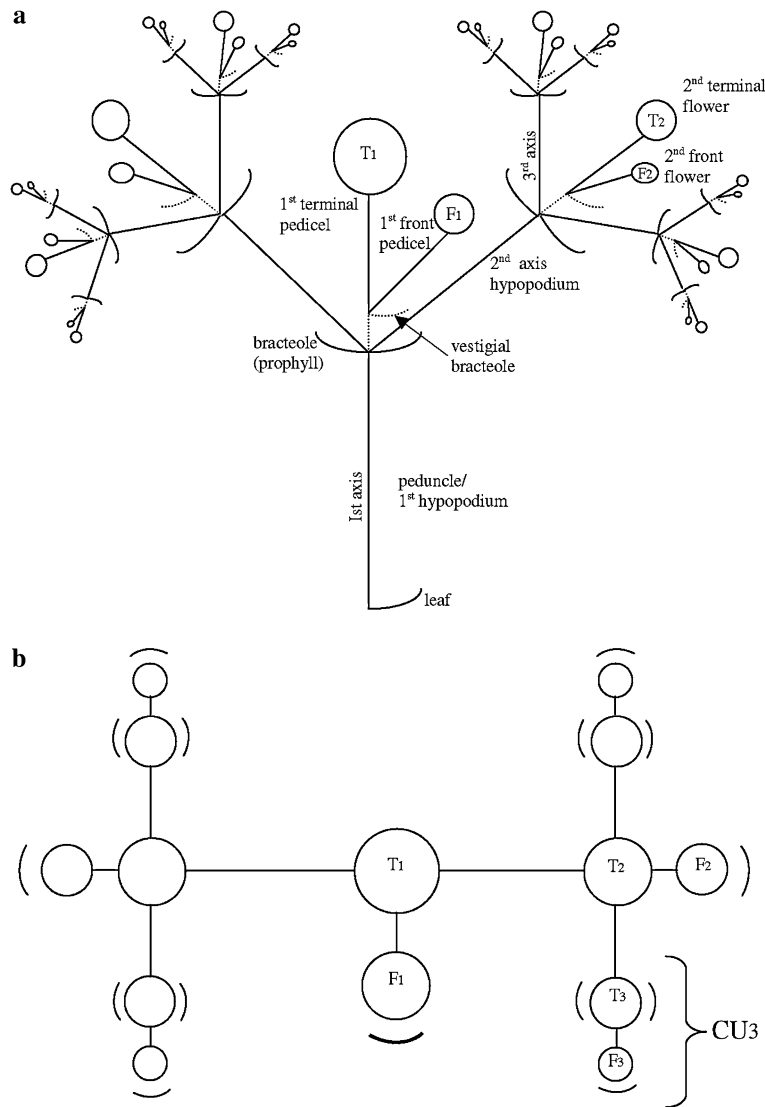 a
2nd terminal
flower
T2
T1
3rd axis
2nd front
flower
F2
1st terminal
pedicel
1st front
pedicel
F1
2nd axis
hypopodium
bracteole
(prophyll)
vestigial
bracteole
Ist axis
peduncle/
1st hypopodium
leaf
b
T1
T2
F2
F1
T3
CU3
F3